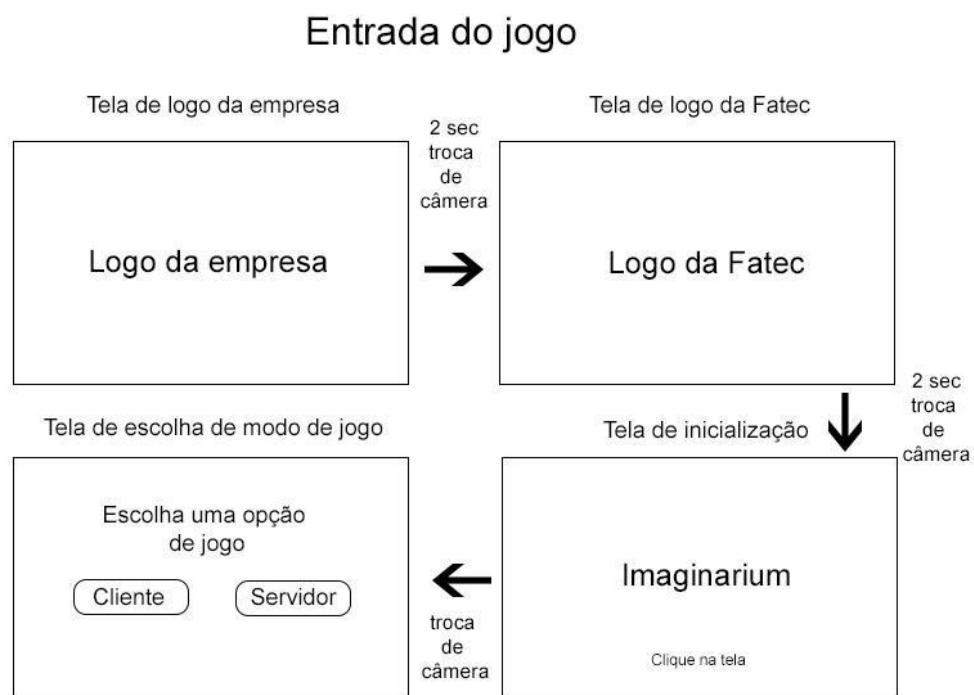 Entrada do jogo
Tela de logo da empresa
Tela de logo da Fatec
2 sec
troca
de
câmera
Logo da empresa
Logo da Fatec
2 sec
troca
de
câmera
Tela de escolha de modo de jogo
Tela de inicialização
Escolha uma opção
de jogo
Cliente
Servidor
troca
de
câmera
Imaginarium
Clique na tela